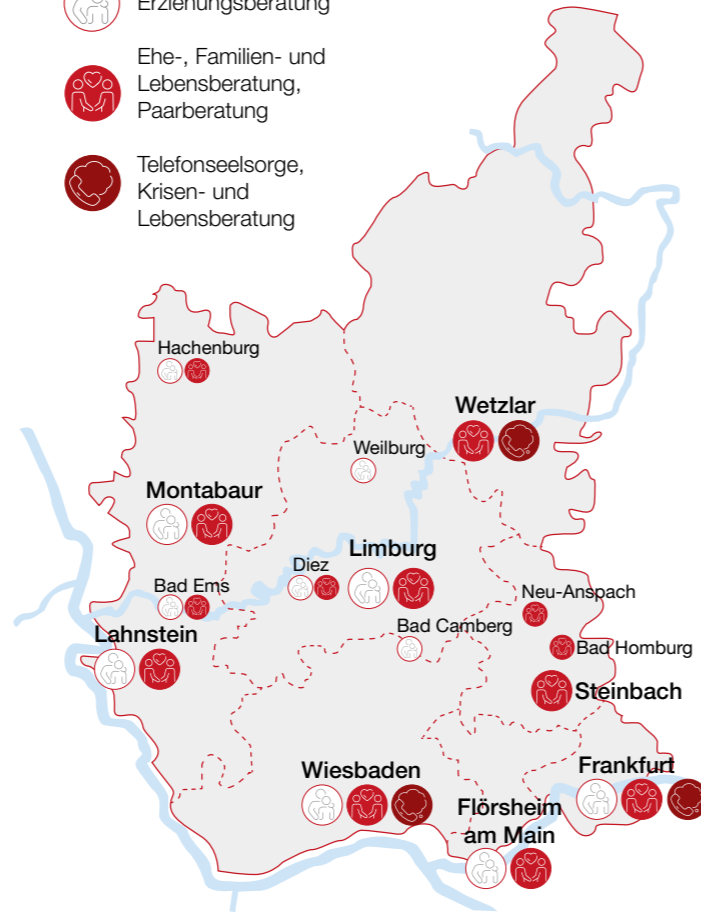 Erziehungsberatung
Ehe-, Familien- und
Lebensberatung,
Paarberatung
Telefonseelsorge,
Krisen- und
Lebensberatung
Hachenburg
Wetzlar
Weilburg
Montabaur
Limburg
Diez
Bad Ems
Neu-Anspach
Bad Camberg
Lahnstein
Bad Homburg
Steinbach
Wiesbaden
Frankfurt
Flörsheim
am Main